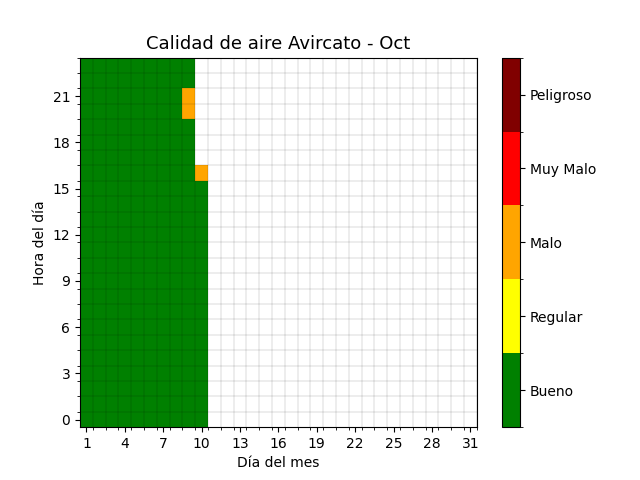 Calidad de aire Avircato - Oct
Hora del día
21
18
15
12
9
6
3
0
1 4 7 10 13 16 19 22 25 28 31
Día del mes
Peligroso
Muy Malo
Malo
Regular
Bueno